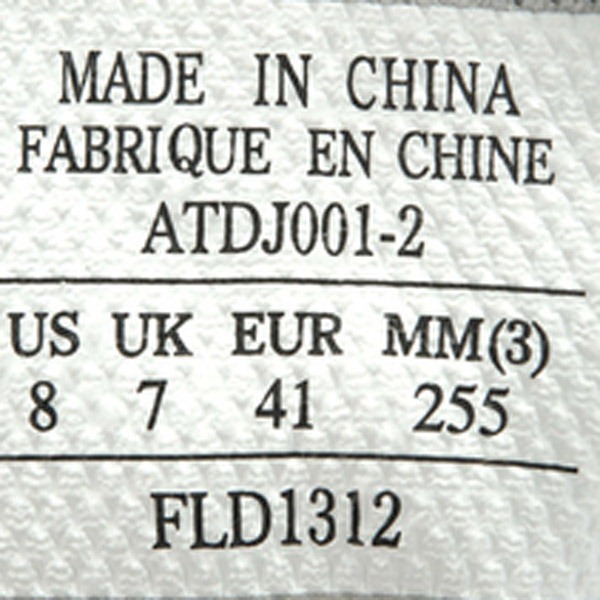 MADE IN CHINA
FABRIQUE EN CHINE
ATDJ001-2
US UK EUR MM(3)
8 7 41 255
FLD1312